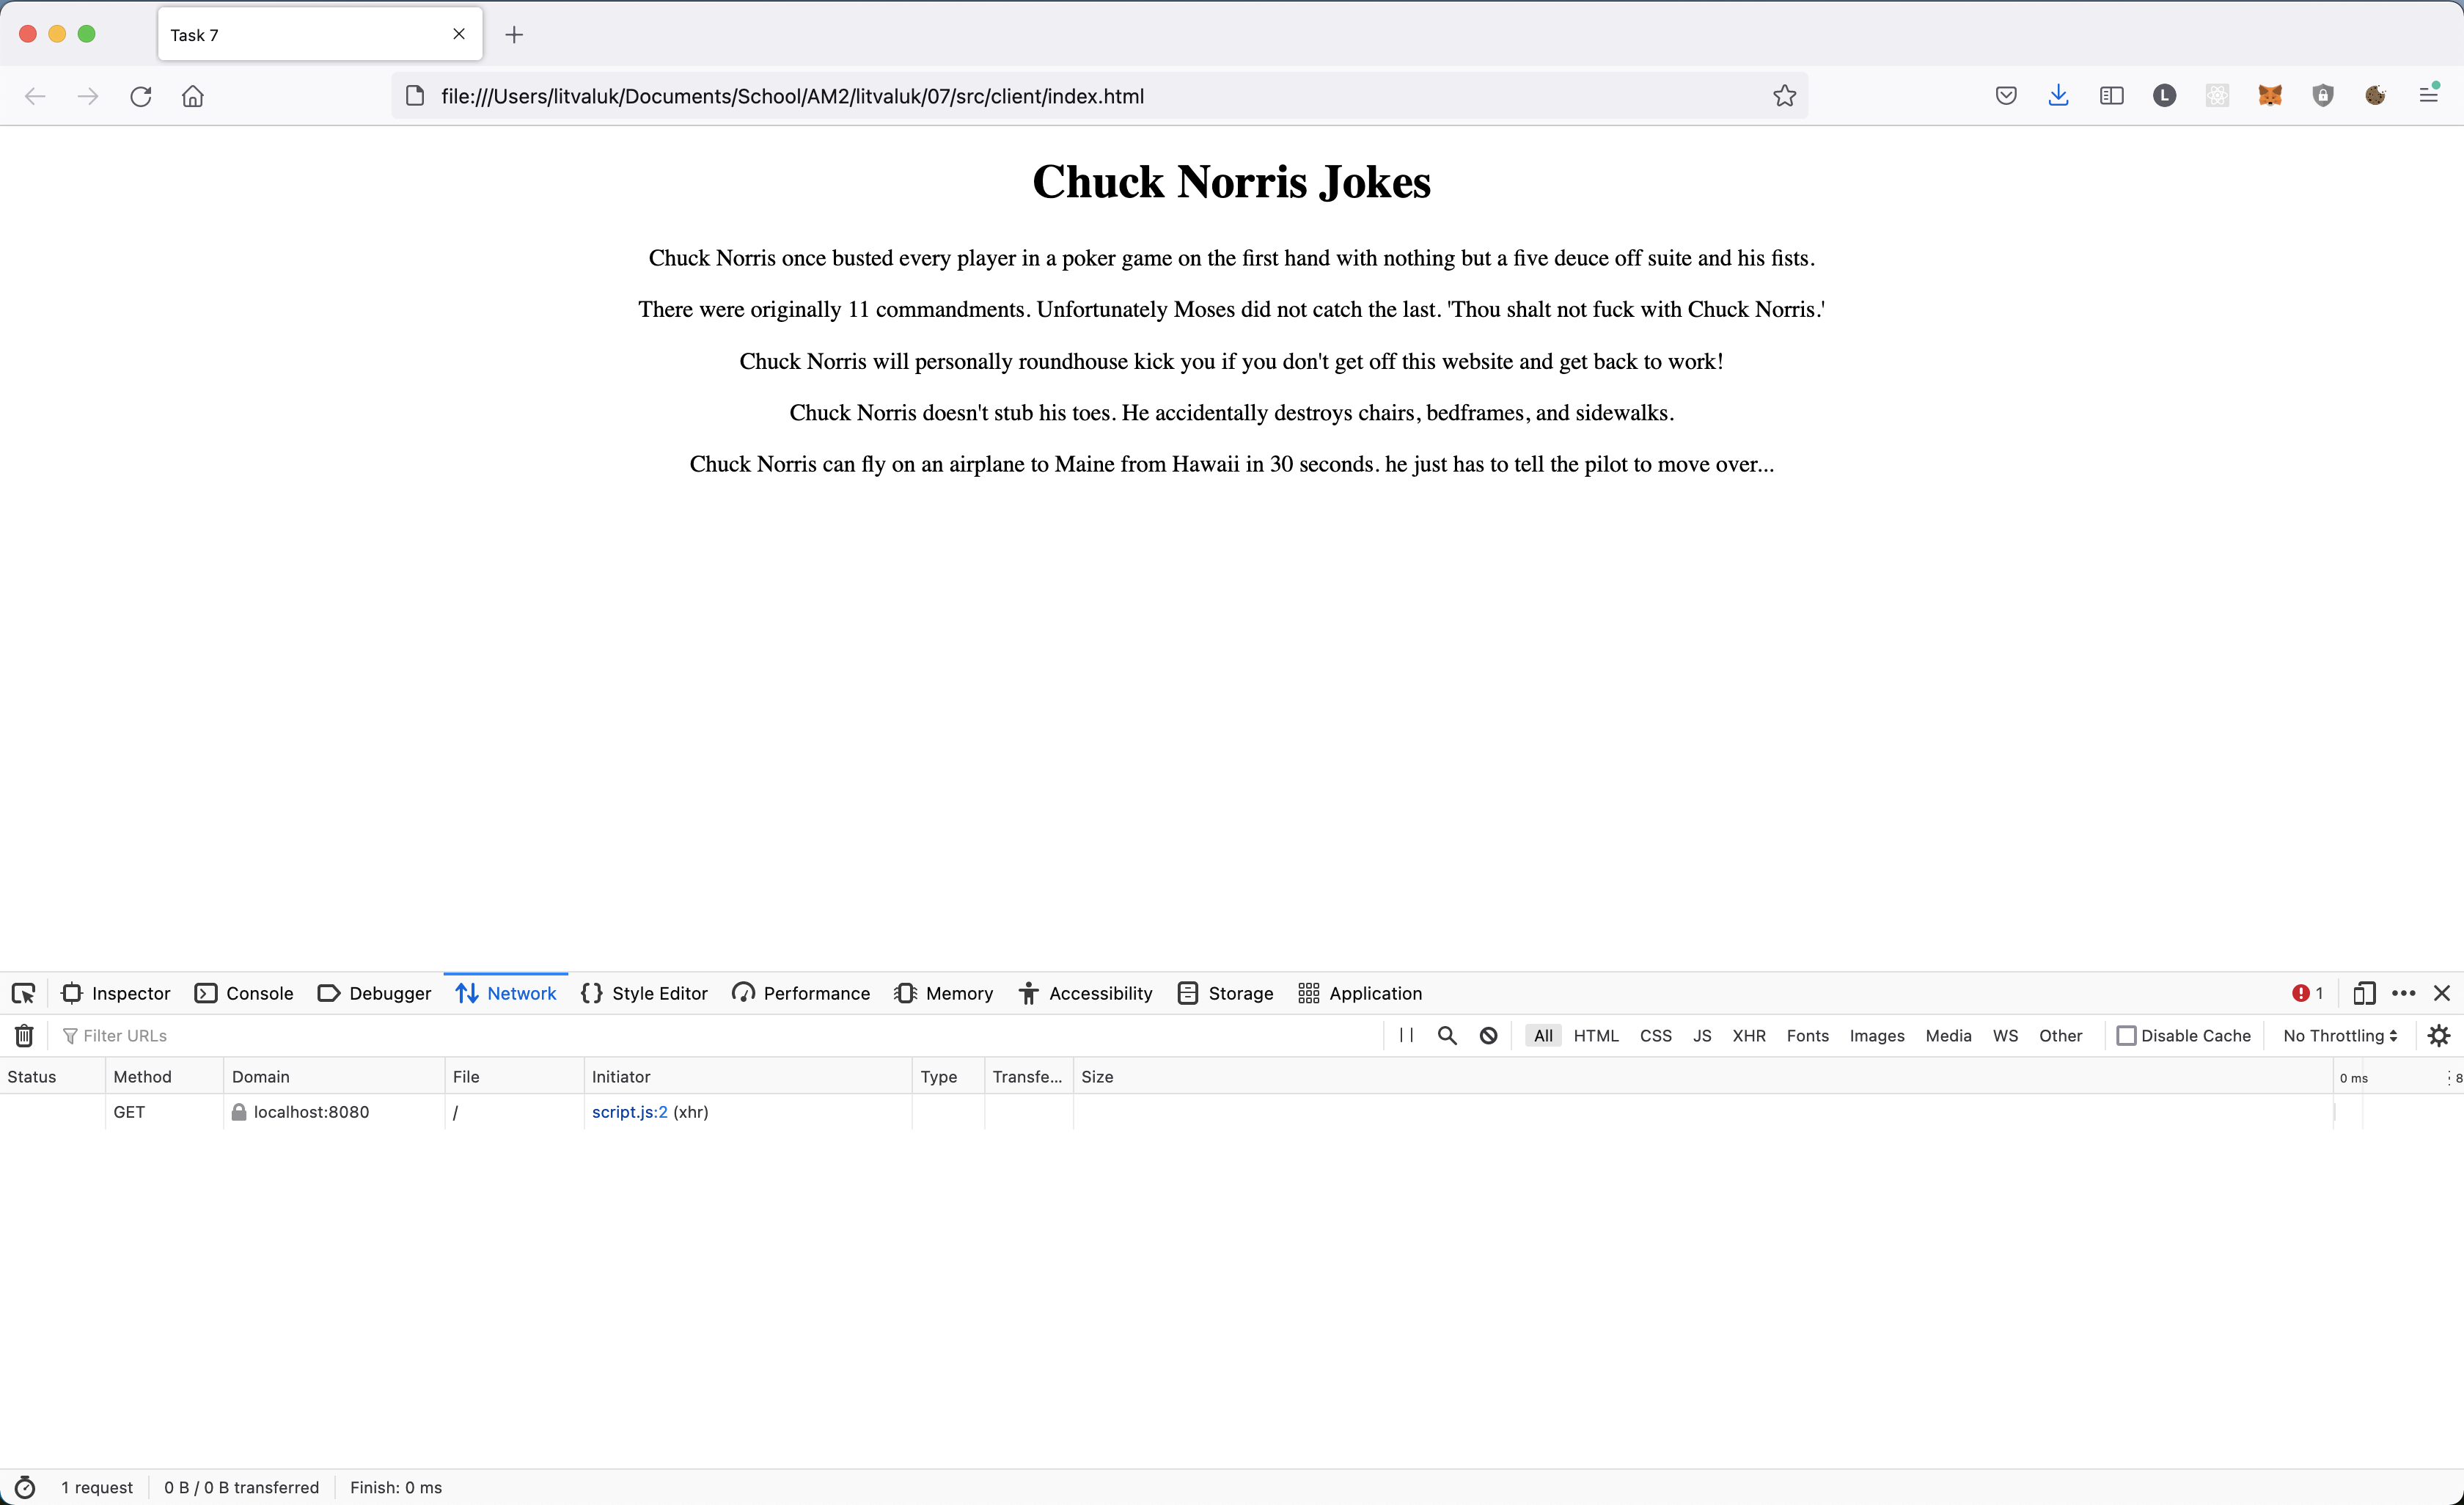 Task 7
file:///Users/litvaluk/Documents/School/AM2/litvaluk/07/src/client/index.html
L
Chuck Norris Jokes
Chuck Norris once busted every player in a poker game on the first hand with nothing but a five deuce off suite and his fists.
There were originally 11 commandments. Unfortunately Moses did not catch the last. 'Thou shalt not fuck with Chuck Norris.'
Chuck Norris will personally roundhouse kick you if you don't get off this website and get back to work!
Chuck Norris doesn't stub his toes. He accidentally destroys chairs, bedframes, and sidewalks.
Chuck Norris can fly on an airplane to Maine from Hawaii in 30 seconds. he just has to tell the pilot to move over...
Inspector Console Debugger Network Style Editor Performance Memory Accessibility Storage Application 1
Filter URLs All HTML CSS JS XHR Fonts Images Media WS Other Disable Cache No Throttling
Status Method Domain File Initiator Type Transfe... Size 0 ms 8
GET localhost:8080 / script.js:2 (xhr)
1 request 0 B / 0 B transferred Finish: 0 ms